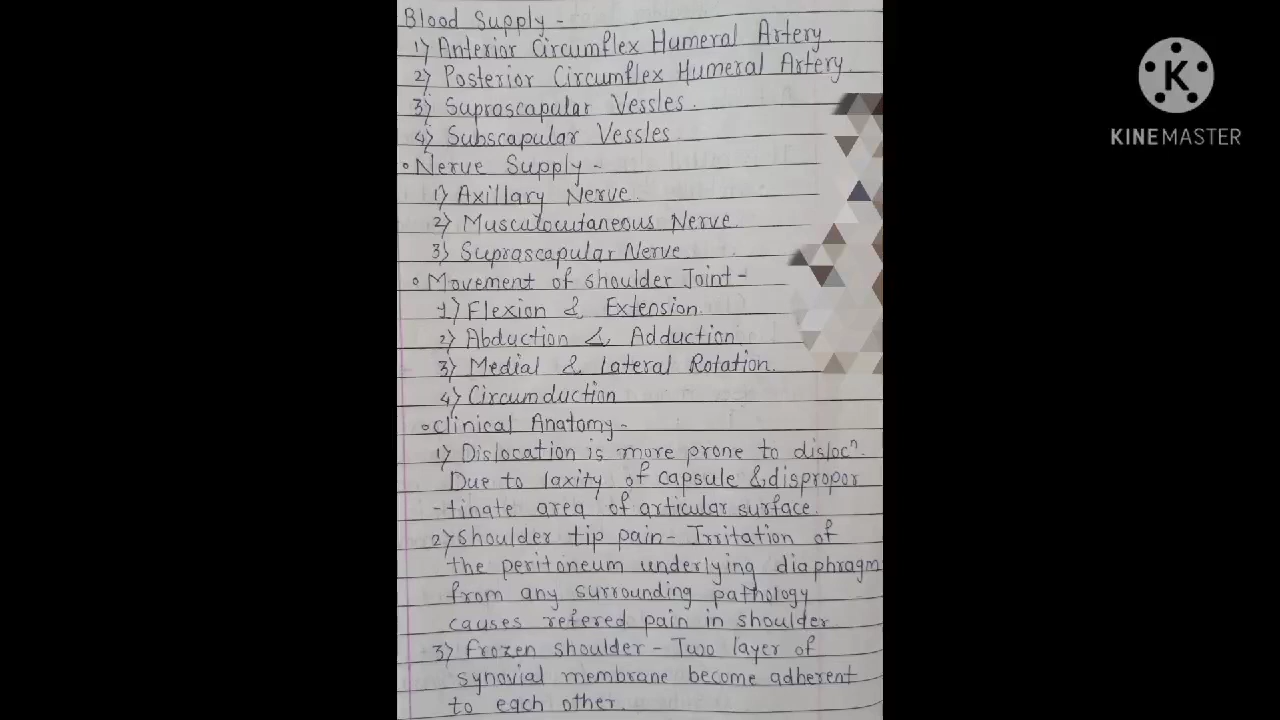 Blood Supply -
1) Anterior Circumflex Humeral Artery.
2) Posterior Circumflex Humeral Artery.
3) Suprascapular Vessles.
4) Subscapular Vessles
• Nerve Supply -
1) Axillary Nerve.
2) Musculocutaneous Nerve.
3) Suprascapular Nerve
• Movement of shoulder Joint -
1) Flexion & Extension.
2) Abduction & Adduction.
3) Medial & lateral Rotation.
4) Circumduction
• Clinical Anatomy -
1) Dislocation is more prone to dislocⁿ.
Due to laxity of capsule & dispropor
-tinate area of articular surface.
2) Shoulder tip pain - Irritation of
the peritoneum underlying diaphragm
from any surrounding pathology
causes refered pain in shoulder
3) frozen shoulder - Two layer of
synovial membrane become adherent
to each other.
K
KINEMASTER